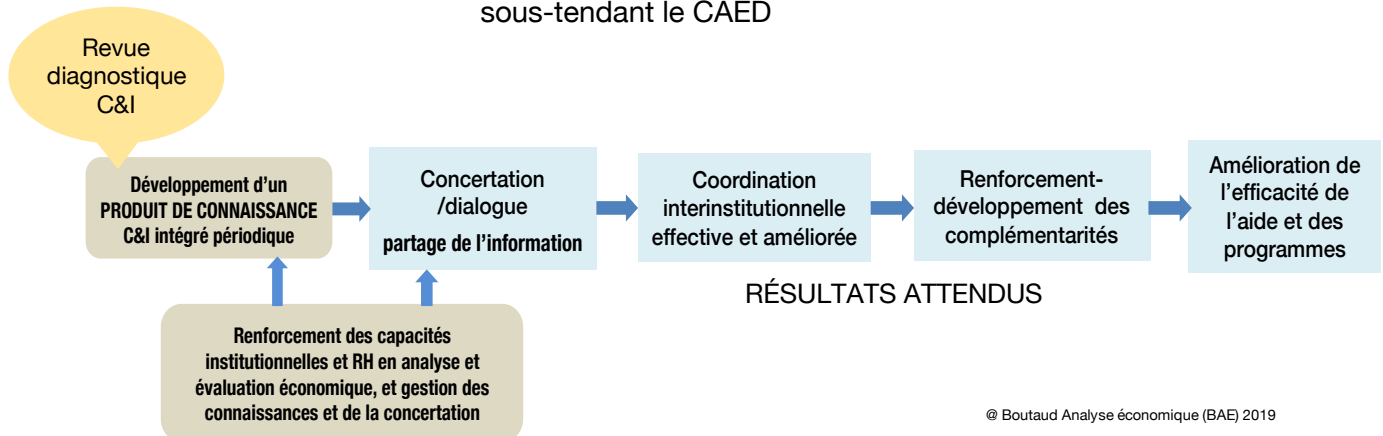 sous-tendant le CAED
Revue
diagnostique
C&I
Développement d'un
PRODUIT DE CONNAISSANCE
C&I intégré périodique
Concertation
/dialogue
partage de l'information
Coordination
interinstitutionnelle
effective et améliorée
Renforcement-
développement des
complémentarités
Amélioration de
l'efficacité de
l'aide et des
programmes
RÉSULTATS ATTENDUS
Renforcement des capacités
institutionnelles et RH en analyse et
évaluation économique, et gestion des
connaissances et de la concertation
@ Boutaud Analyse économique (BAE) 2019